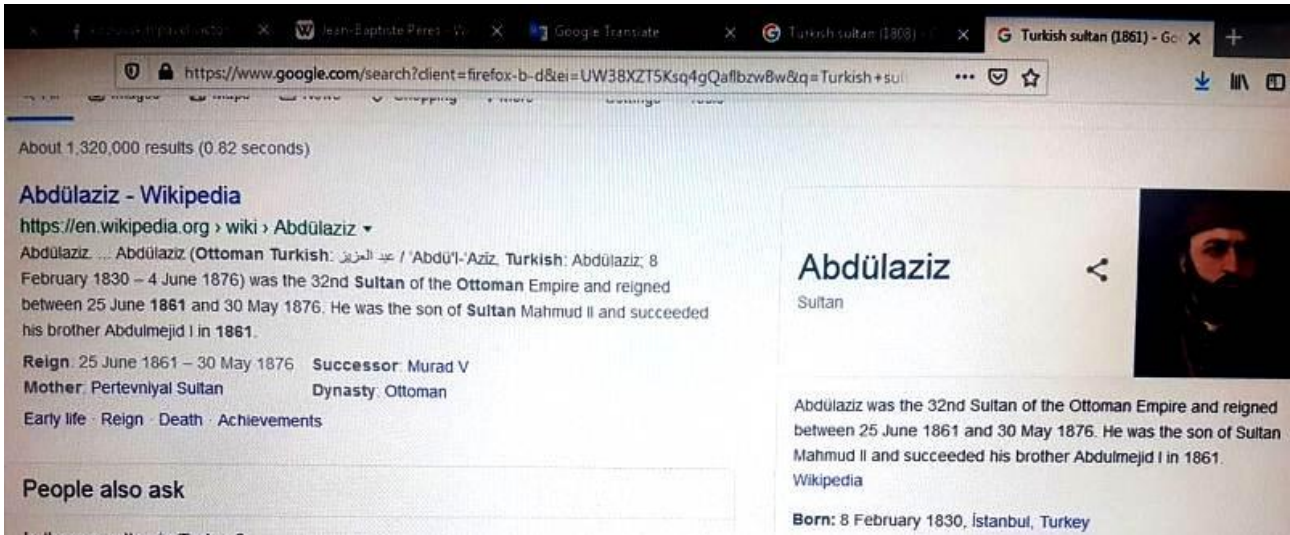 Jean-Baptiste Pérès - W
Google Translate
Turkish sultan (1808) -
Turkish sultan (1861) - Go
https://www.google.com/search?client=firefox-b-d&ei=
About 1,320,000 results (0.82 seconds)
Abdülaziz - Wikipedia
https://en.wikipedia.org › wiki › Abdülaziz
Abdülaziz. ... Abdülaziz (Ottoman Turkish: عبد العزيز / 'Abdü'l-'Azīz, Turkish: Abdülaziz; 8
February 1830 – 4 June 1876) was the 32nd Sultan of the Ottoman Empire and reigned
between 25 June 1861 and 30 May 1876. He was the son of Sultan Mahmud II and succeeded
his brother Abdulmejid I in 1861.
Reign: 25 June 1861 – 30 May 1876 Successor: Murad V
Mother: Pertevniyal Sultan Dynasty: Ottoman
Early life · Reign · Death · Achievements
People also ask
Abdülaziz
Sultan
Abdülaziz was the 32nd Sultan of the Ottoman Empire and reigned
between 25 June 1861 and 30 May 1876. He was the son of Sultan
Mahmud II and succeeded his brother Abdulmejid I in 1861.
Wikipedia
Born: 8 February 1830, İstanbul, Turkey